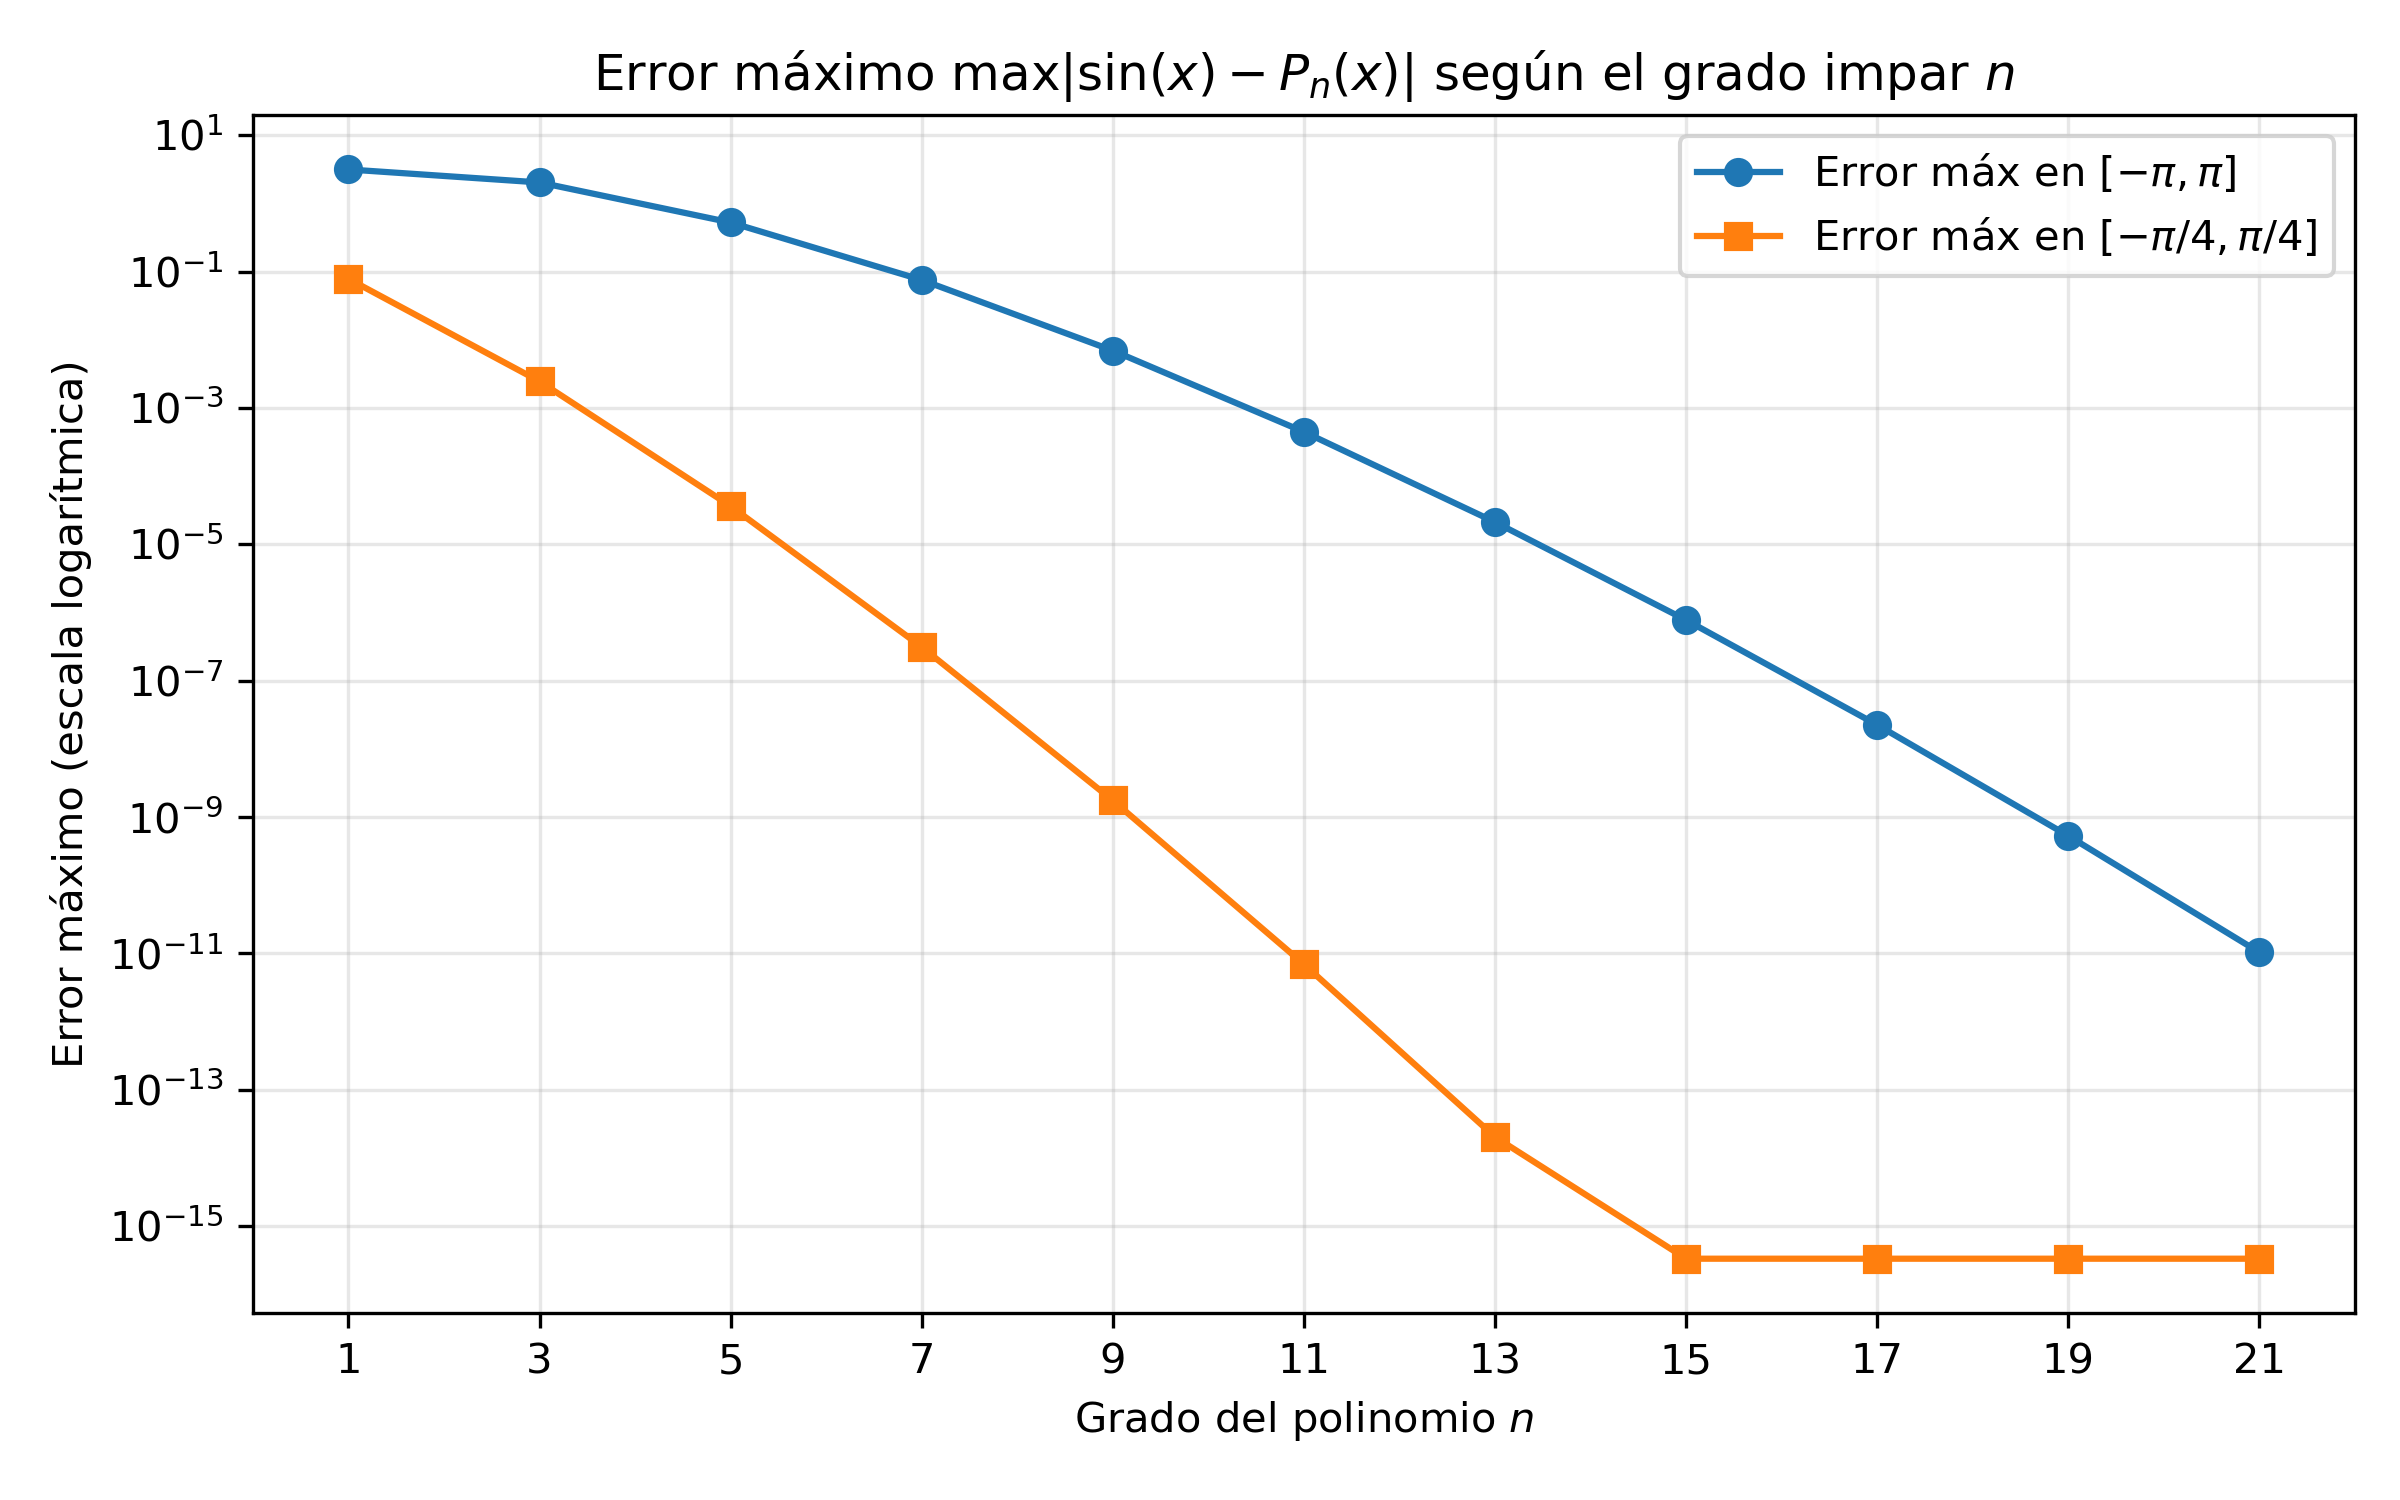 Error máximo max|sin(x) − Pₙ(x)| según el grado impar n
10¹
10⁻¹
10⁻³
10⁻⁵
10⁻⁷
10⁻⁹
10⁻¹¹
10⁻¹³
10⁻¹⁵
Error máximo (escala logarítmica)
Error máx en [−π, π]
Error máx en [−π/4, π/4]
1 3 5 7 9 11 13 15 17 19 21
Grado del polinomio n